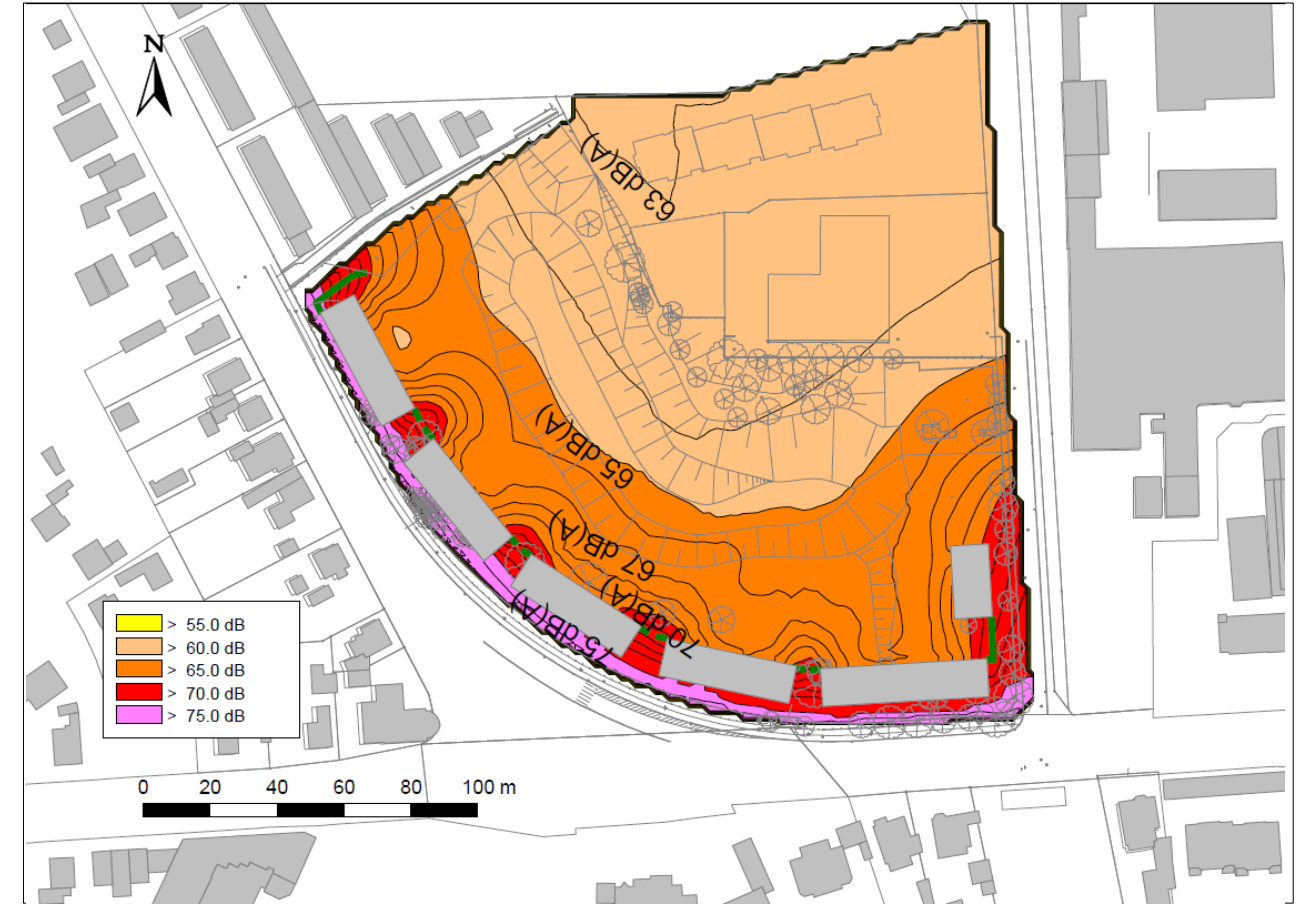 N
63 dB(A)
65 dB(A)
67 dB(A)
70 dB(A)
75 dB(A)
> 55.0 dB
> 60.0 dB
> 65.0 dB
> 70.0 dB
> 75.0 dB
0 20 40 60 80 100 m